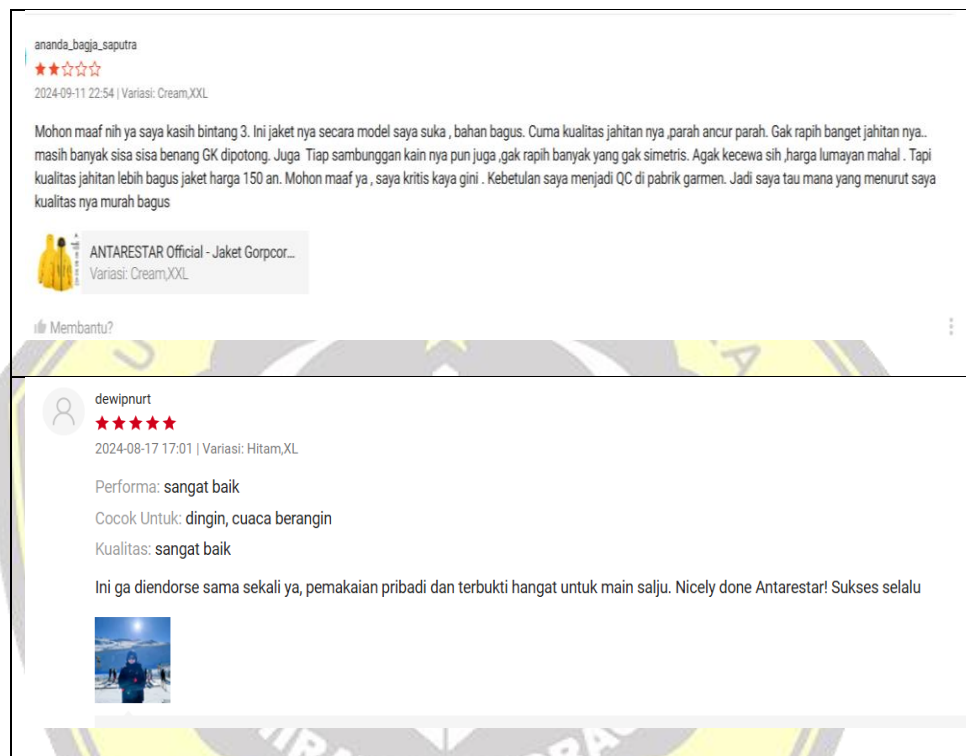 ananda_bagja_saputra
2024-09-11 22:54 | Variasi: Cream,XXL
Mohon maaf nih ya saya kasih bintang 3. Ini jaket nya secara model saya suka , bahan bagus. Cuma kualitas jahitan nya ,parah ancur parah. Gak rapih banget jahitan nya..
masih banyak sisa sisa benang GK dipotong. Juga Tiap sambunggan kain nya pun juga ,gak rapih banyak yang gak simetris. Agak kecewa sih ,harga lumayan mahal . Tapi
kualitas jahitan lebih bagus jaket harga 150 an. Mohon maaf ya , saya kritis kaya gini . Kebetulan saya menjadi QC di pabrik garmen. Jadi saya tau mana yang menurut saya
kualitas nya murah bagus
ANTARESTAR Official - Jaket Gorpcor...
Variasi: Cream,XXL
Membantu?
dewipnurt
2024-08-17 17:01 | Variasi: Hitam,XL
Performa: sangat baik
Cocok Untuk: dingin, cuaca berangin
Kualitas: sangat baik
Ini ga diendorse sama sekali ya, pemakaian pribadi dan terbukti hangat untuk main salju. Nicely done Antarestar! Sukses selalu